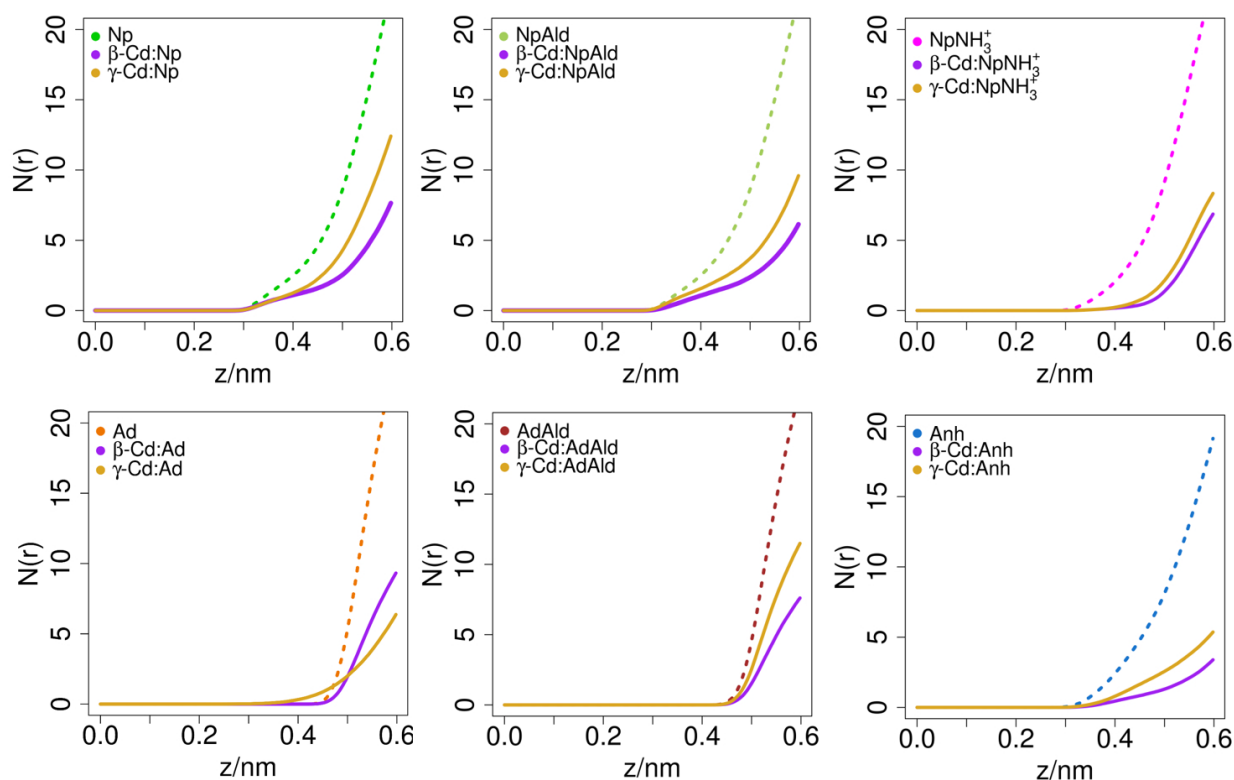 Np
β-Cd:Np
γ-Cd:Np
N(r)
20
15
10
5
0
0.0 0.2 0.4 0.6
z/nm
NpAld
β-Cd:NpAld
γ-Cd:NpAld
N(r)
20
15
10
5
0
0.0 0.2 0.4 0.6
z/nm
NpNH₃⁺
β-Cd:NpNH₃⁺
γ-Cd:NpNH₃⁺
N(r)
20
15
10
5
0
0.0 0.2 0.4 0.6
z/nm
Ad
β-Cd:Ad
γ-Cd:Ad
N(r)
20
15
10
5
0
0.0 0.2 0.4 0.6
z/nm
AdAld
β-Cd:AdAld
γ-Cd:AdAld
N(r)
20
15
10
5
0
0.0 0.2 0.4 0.6
z/nm
Anh
β-Cd:Anh
γ-Cd:Anh
N(r)
20
15
10
5
0
0.0 0.2 0.4 0.6
z/nm